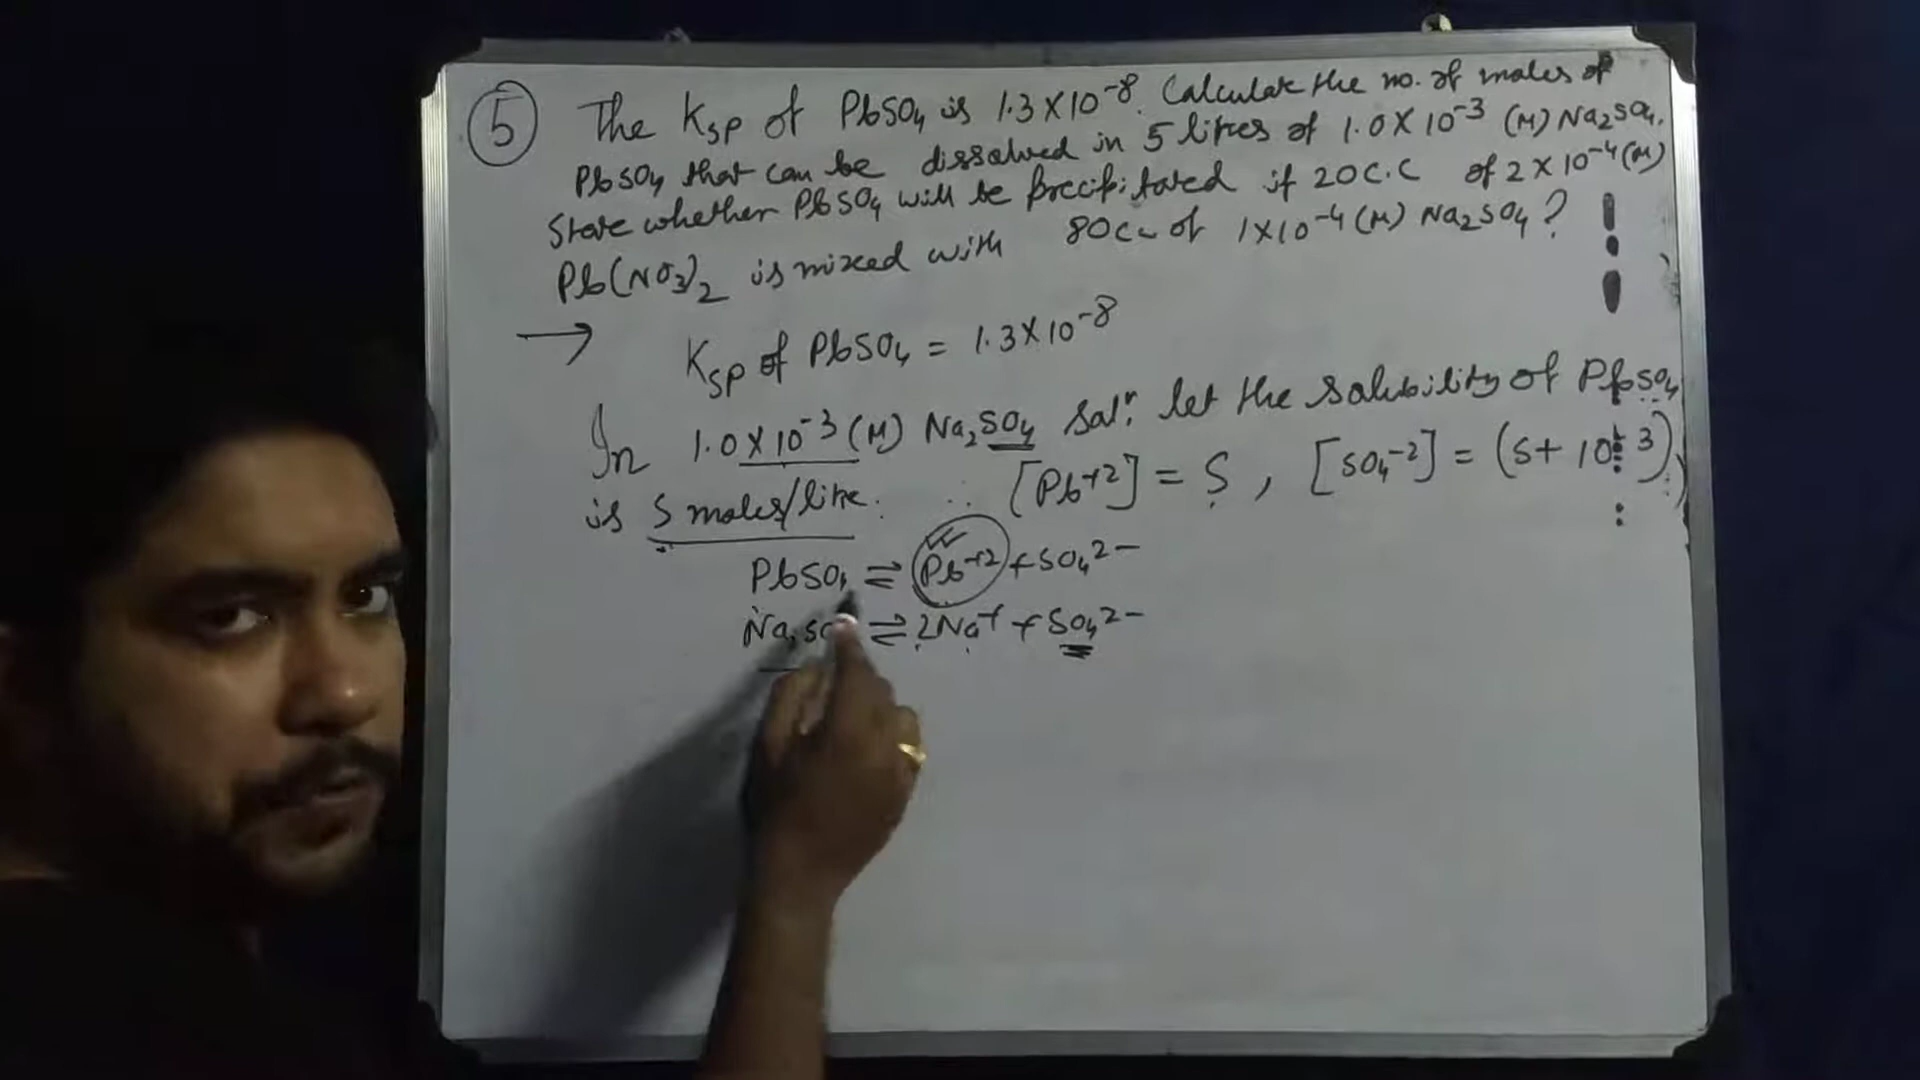 5 The Ksp of PbSO4 is 1.3×10^-8. Calculate the no. of moles of
PbSO4 that can be dissolved in 5 litres of 1.0×10^-3 (M) Na2SO4.
State whether PbSO4 will be precipitated if 20 C.C of 2×10^-4 (M)
Pb(NO3)2 is mixed with 80cc of 1×10^-4 (M) Na2SO4?
→ Ksp of PbSO4 = 1.3×10^-8
In 1.0×10^-3 (M) Na2SO4 solⁿ. let the solubility of PbSO4
is S moles/litre. ∴ [Pb+2] = S, [SO4-2] = (S+10^-3)
PbSO4 ⇌ Pb+2 + SO4 2-
Na2SO4 ⇌ 2Na+ + SO4 2-